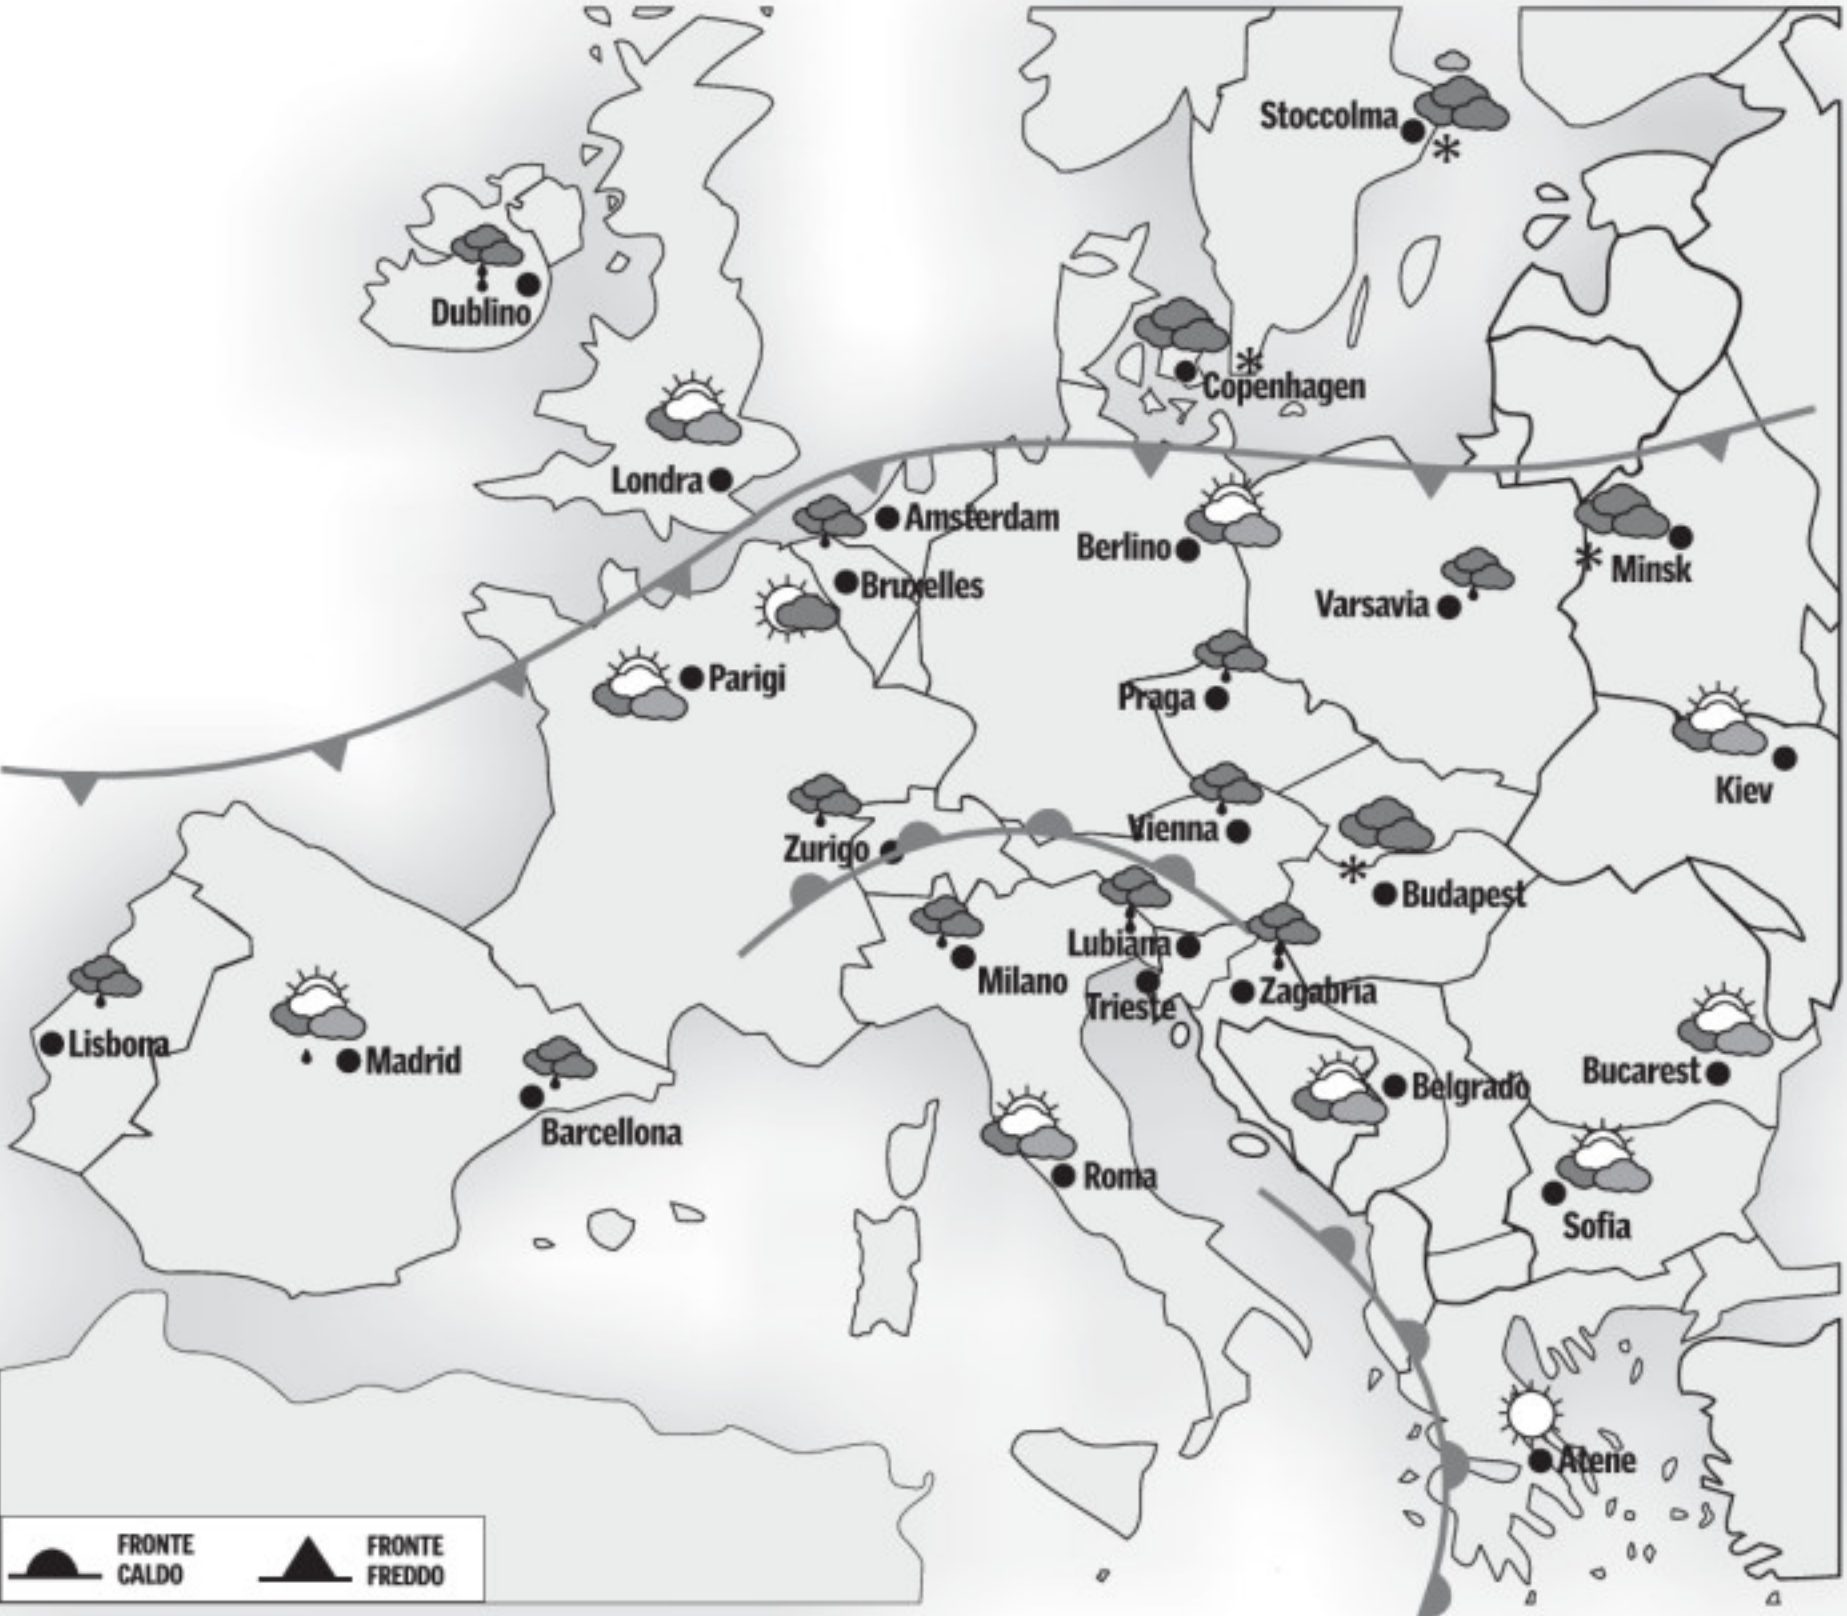 Stoccolma
Dublino
Copenhagen
Londra
Amsterdam
Berlino
Minsk
Bruxelles
Varsavia
Parigi
Praga
Kiev
Vienna
Zurigo
Budapest
Lubiana
Milano
Zagabria
Trieste
Lisbona
Madrid
Bucarest
Belgrado
Barcellona
Roma
Sofia
Atene
FRONTE
CALDO
FRONTE
FREDDO